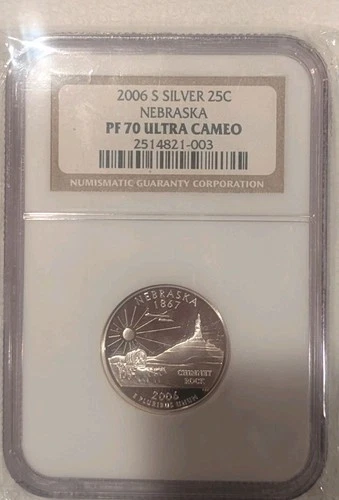 2006 S SILVER 25C
NEBRASKA
PF 70 ULTRA CAMEO
2514821-003
NUMISMATIC GUARANTY CORPORATION
NEBRASKA
1867
CHIMNEY
ROCK
2006
E PLURIBUS UNUM